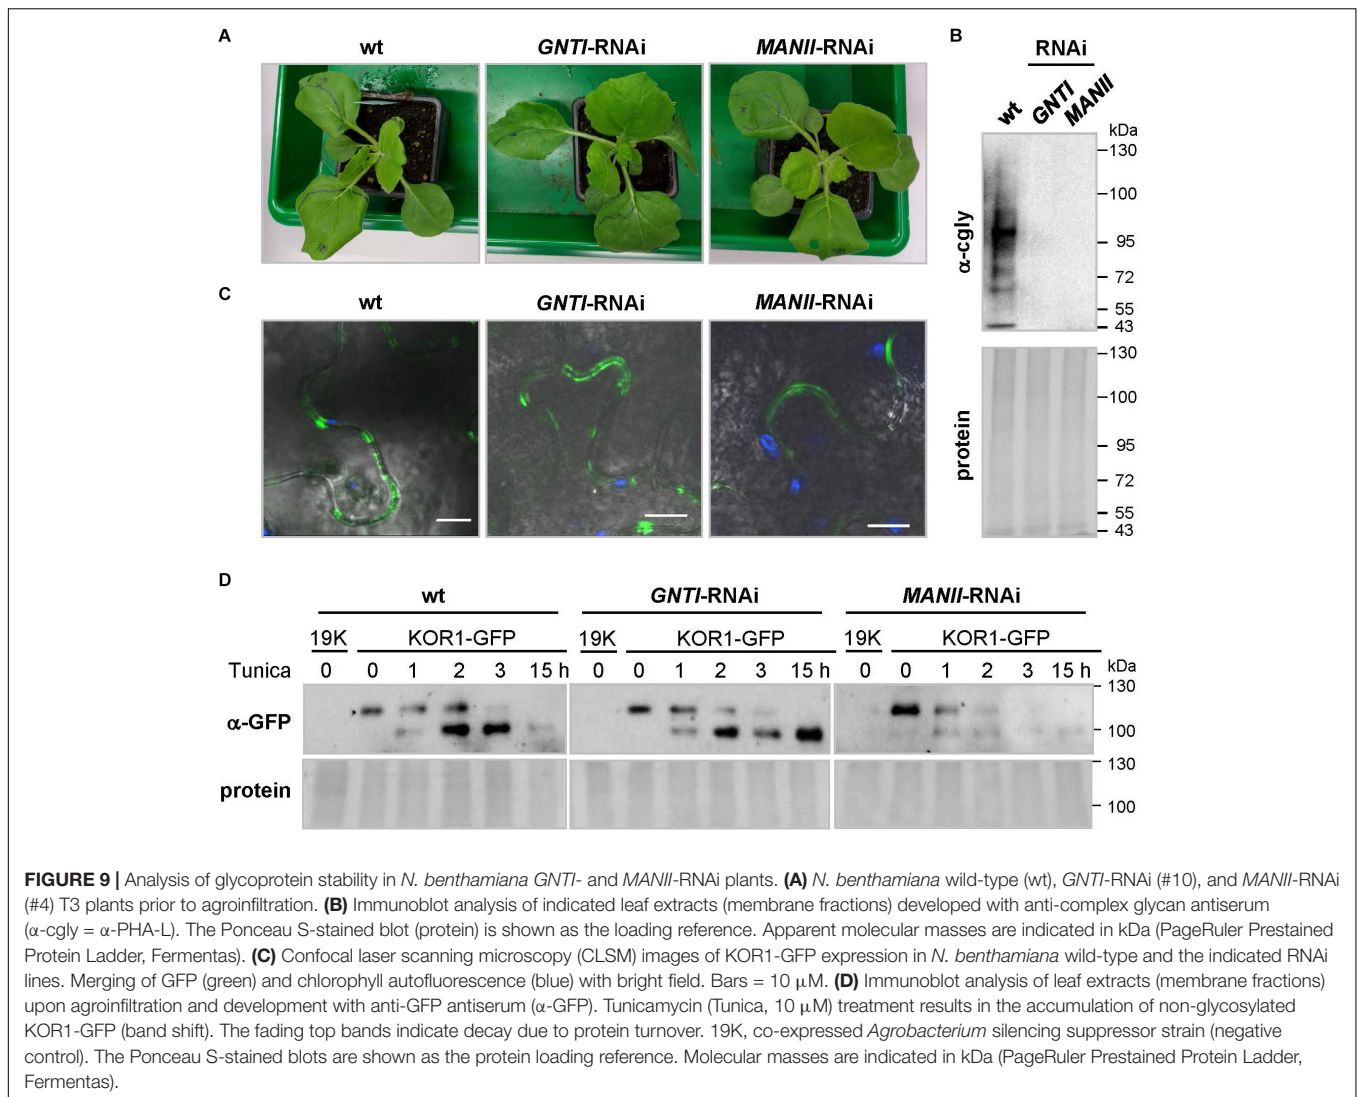 A
wt
GNTI-RNAi
MANII-RNAi
B
RNAi
wt
GNTI
MANII
kDa
130
100
95
72
55
43
α-cgly
130
100
95
72
55
43
protein
C
wt
GNTI-RNAi
MANII-RNAi
D
wt
GNTI-RNAi
MANII-RNAi
19K KOR1-GFP 19K KOR1-GFP 19K KOR1-GFP
Tunica 0 0 1 2 3 15 h 0 0 1 2 3 15 h 0 0 1 2 3 15 h kDa
130
α-GFP
100
130
protein
100
FIGURE 9 | Analysis of glycoprotein stability in N. benthamiana GNTI- and MANII-RNAi plants. (A) N. benthamiana wild-type (wt), GNTI-RNAi (#10), and MANII-RNAi
(#4) T3 plants prior to agroinfiltration. (B) Immunoblot analysis of indicated leaf extracts (membrane fractions) developed with anti-complex glycan antiserum
(α-cgly = α-PHA-L). The Ponceau S-stained blot (protein) is shown as the loading reference. Apparent molecular masses are indicated in kDa (PageRuler Prestained
Protein Ladder, Fermentas). (C) Confocal laser scanning microscopy (CLSM) images of KOR1-GFP expression in N. benthamiana wild-type and the indicated RNAi
lines. Merging of GFP (green) and chlorophyll autofluorescence (blue) with bright field. Bars = 10 μM. (D) Immunoblot analysis of leaf extracts (membrane fractions)
upon agroinfiltration and development with anti-GFP antiserum (α-GFP). Tunicamycin (Tunica, 10 μM) treatment results in the accumulation of non-glycosylated
KOR1-GFP (band shift). The fading top bands indicate decay due to protein turnover. 19K, co-expressed Agrobacterium silencing suppressor strain (negative
control). The Ponceau S-stained blots are shown as the protein loading reference. Molecular masses are indicated in kDa (PageRuler Prestained Protein Ladder,
Fermentas).